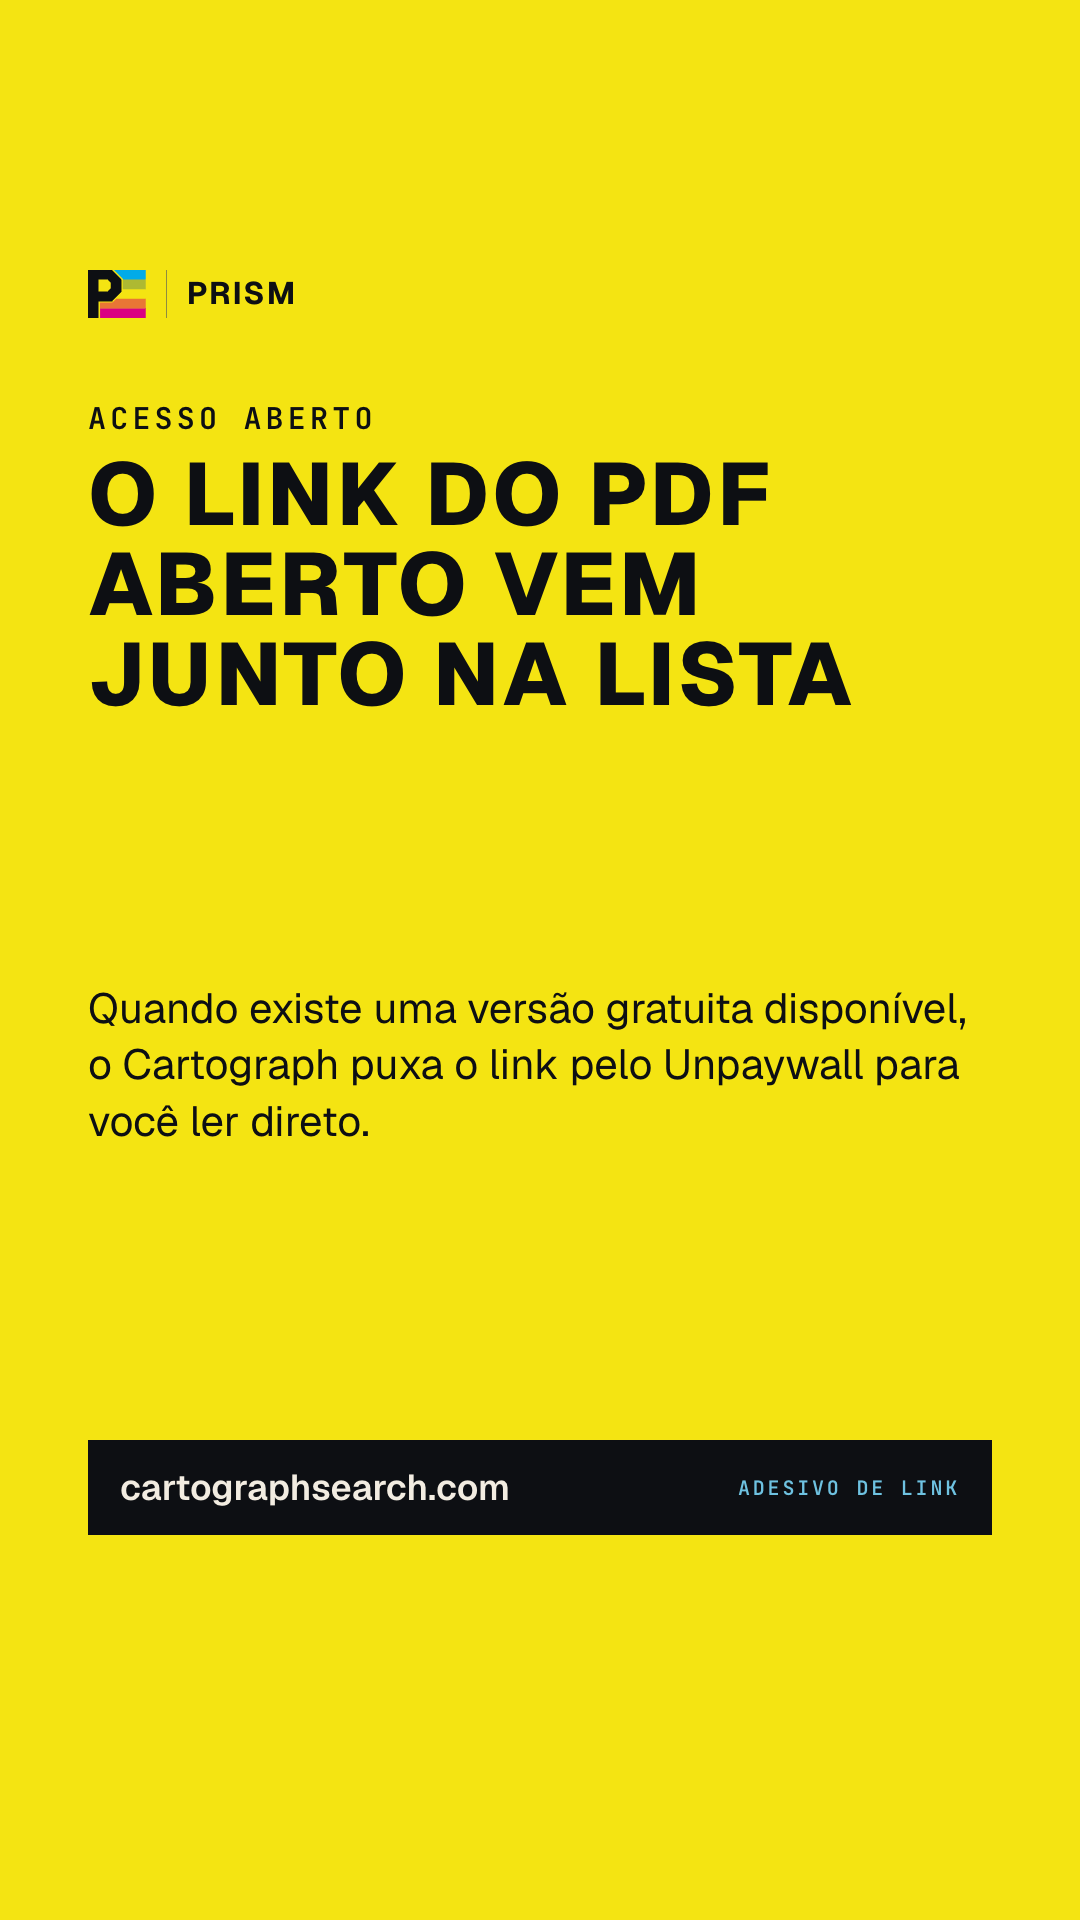 PRISM
ACESSO ABERTO
O LINK DO PDF
ABERTO VEM
JUNTO NA LISTA
Quando existe uma versão gratuita disponível,
o Cartograph puxa o link pelo Unpaywall para
você ler direto.
cartographsearch.com
ADESIVO DE LINK